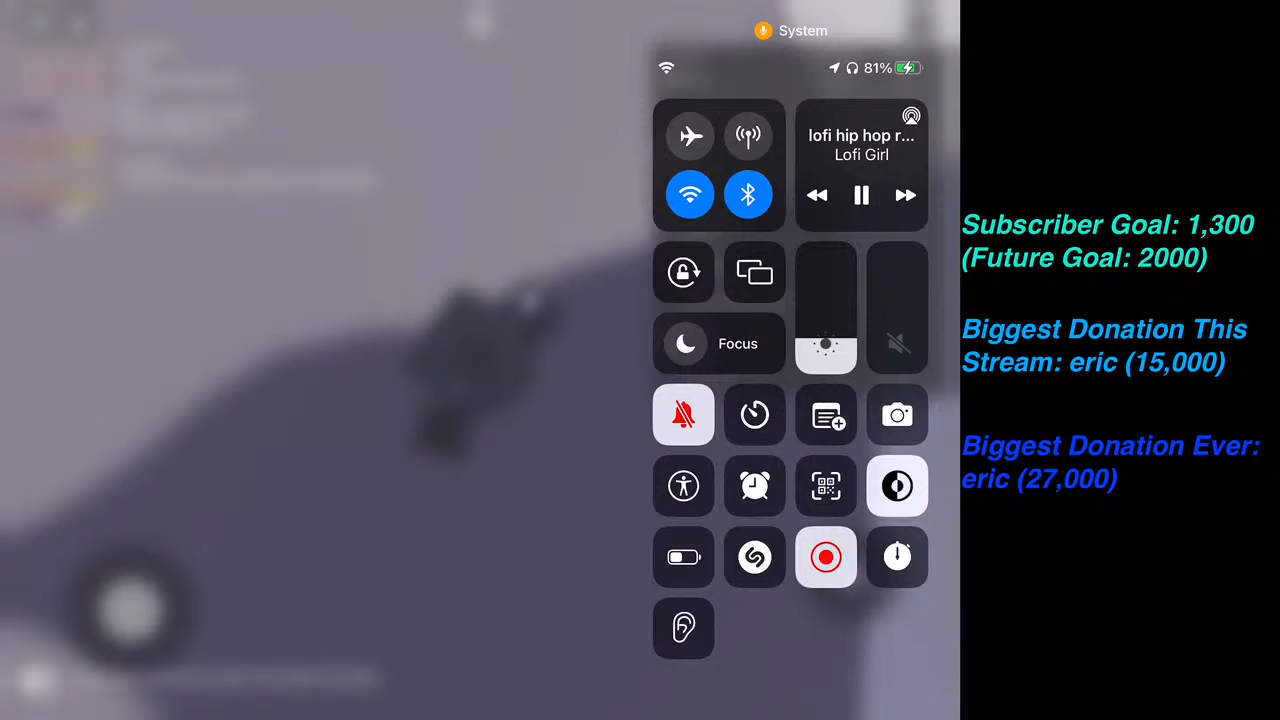 System
81%
lofi hip hop r...
Lofi Girl
Focus
Subscriber Goal: 1,300
(Future Goal: 2000)
Biggest Donation This
Stream: eric (15,000)
Biggest Donation Ever:
eric (27,000)